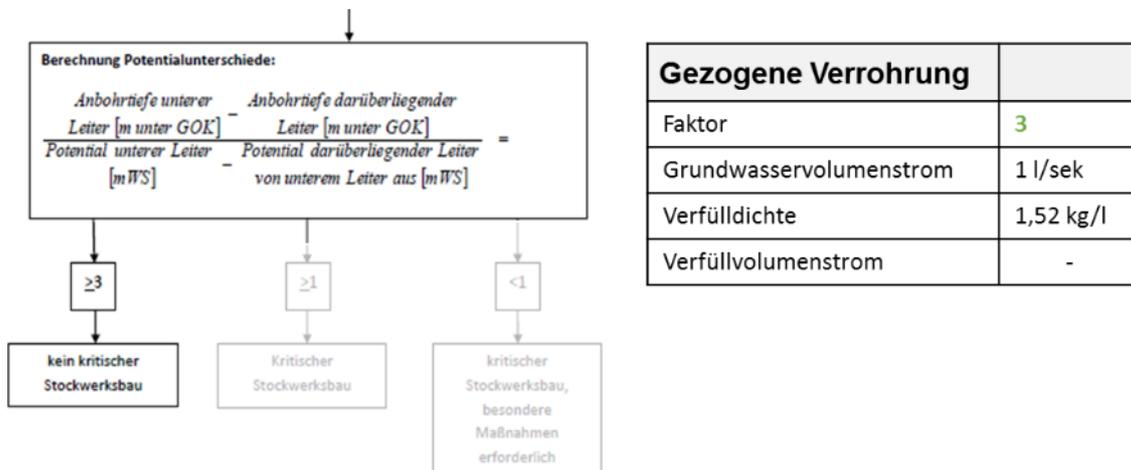 Berechnung Potentialunterschiede:
Anbohrtiefe unterer − Anbohrtiefe darüberliegender
Leiter [m unter GOK] Leiter [m unter GOK]
Potential unterer Leiter − Potential darüberliegender Leiter
[mWS] von unterem Leiter aus [mWS]
=
≥3
≥1
<1
kein kritischer
Stockwerksbau
Kritischer
Stockwerksbau
kritischer
Stockwerksbau,
besondere
Maßnahmen
erforderlich
Gezogene Verrohrung
Faktor 3
Grundwasservolumenstrom 1 l/sek
Verfülldichte 1,52 kg/l
Verfüllvolumenstrom -